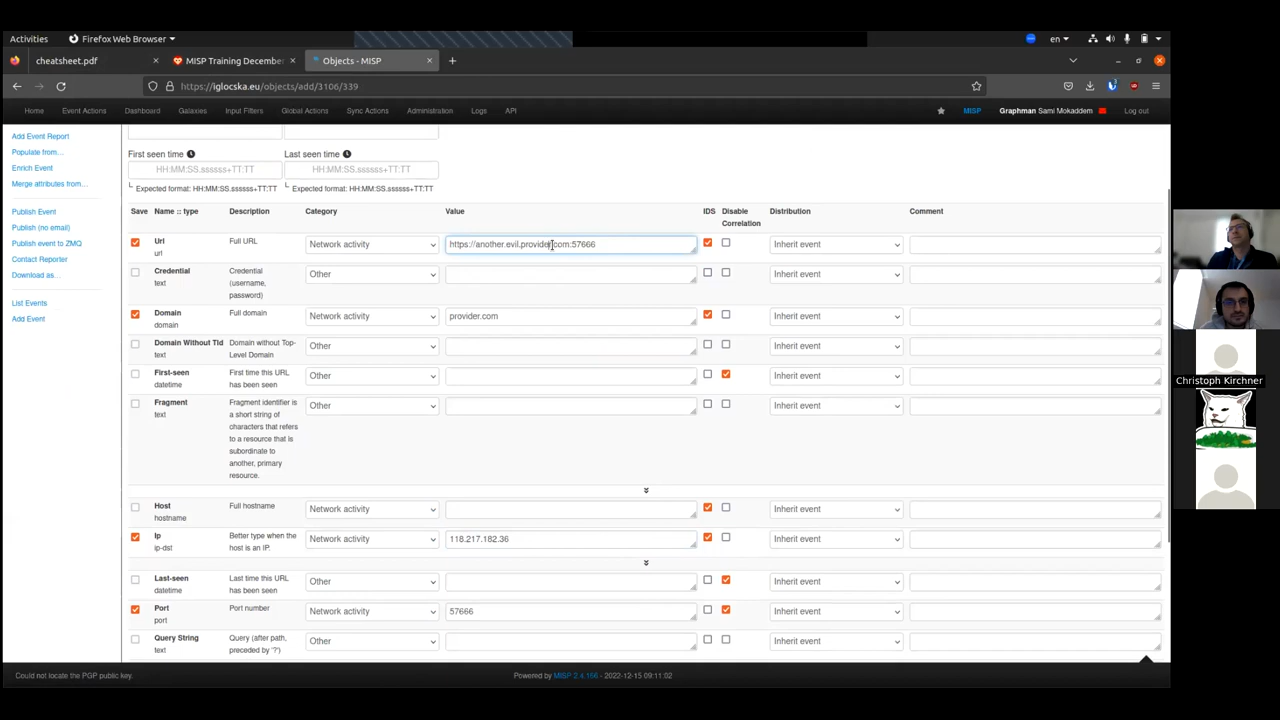 Activities
Firefox Web Browser
en
cheatsheet.pdf
MISP Training December
Objects - MISP
https://iglocska.eu/objects/add/3106/339
Home Event Actions Dashboard Galaxies Input Filters Global Actions Sync Actions Administration Logs API
MISP Graphman Sami Mokaddem Log out
Add Event Report
Populate from...
Enrich Event
Merge attributes from...
Publish Event
Publish (no email)
Publish event to ZMQ
Contact Reporter
Download as...
List Events
Add Event
First seen time Last seen time
HH:MM:SS.ssssss+TT:TT HH:MM:SS.ssssss+TT:TT
Expected format: HH:MM:SS.ssssss+TT:TT Expected format: HH:MM:SS.ssssss+TT:TT
Save Name :: type Description Category Value IDS Disable Correlation Distribution Comment
Url
url
Full URL
Network activity
https://another.evil.provider.com:57666
Inherit event
Credential
text
Credential
(username,
password)
Other
Inherit event
Domain
domain
Full domain
Network activity
provider.com
Inherit event
Domain Without Tld
text
Domain without Top-
Level Domain
Other
Inherit event
First-seen
datetime
First time this URL
has been seen
Other
Inherit event
Fragment
text
Fragment identifier is
a short string of
characters that refers
to a resource that is
subordinate to
another, primary
resource.
Other
Inherit event
Host
hostname
Full hostname
Network activity
Inherit event
Ip
ip-dst
Better type when the
host is an IP.
Network activity
118.217.182.36
Inherit event
Last-seen
datetime
Last time this URL
has been seen
Other
Inherit event
Port
port
Port number
Network activity
57666
Inherit event
Query String
text
Query (after path,
preceded by '?')
Other
Inherit event
Could not locate the PGP public key.
Powered by MISP 2.4.166 - 2022-12-15 09:11:02
Christoph Kirchner